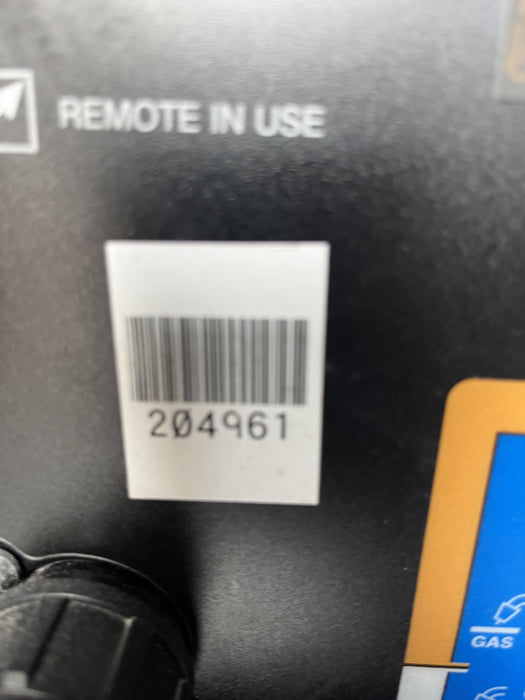 REMOTE IN USE
204961
GAS